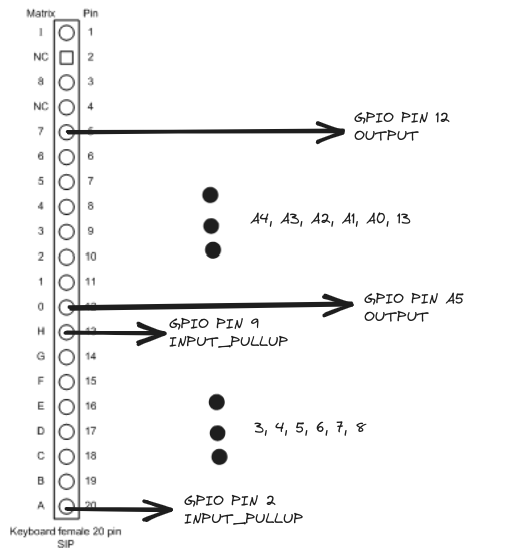 Matrix Pin
I 1
NC 2
8 3
NC 4
7 5
GPIO PIN 12
OUTPUT
6 6
5 7
4 8
A4, A3, A2, A1, A0, 13
3 9
2 10
1 11
0 12
GPIO PIN A5
OUTPUT
H 13
GPIO PIN 9
INPUT_PULLUP
G 14
F 15
E 16
D 17
3, 4, 5, 6, 7, 8
C 18
B 19
A 20
GPIO PIN 2
INPUT_PULLUP
Keyboard female 20 pin
SIP